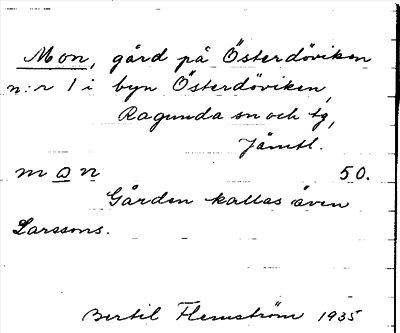 Mon, gård på Österdöviken
n:r 1 i byn Österdöviken,
Ragunda sn och tg,
Jämtl.
m o n 50.
Gården kallas även
Larssons.
Bertil Flemström 1935